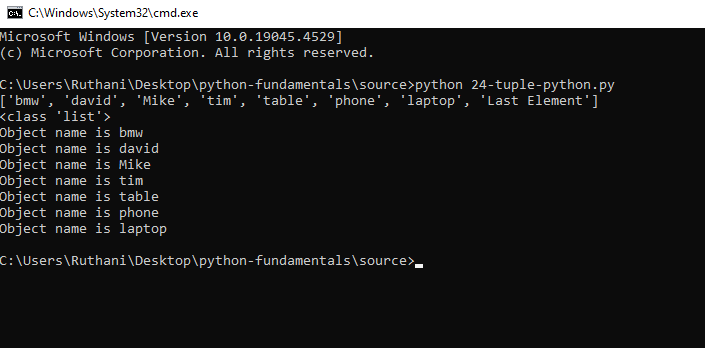 C:\Windows\System32\cmd.exe
Microsoft Windows [Version 10.0.19045.4529]
(c) Microsoft Corporation. All rights reserved.
C:\Users\Ruthani\Desktop\python-fundamentals\source>python 24-tuple-python.py
['bmw', 'david', 'Mike', 'tim', 'table', 'phone', 'laptop', 'Last Element']
<class 'list'>
Object name is bmw
Object name is david
Object name is Mike
Object name is tim
Object name is table
Object name is phone
Object name is laptop
C:\Users\Ruthani\Desktop\python-fundamentals\source>